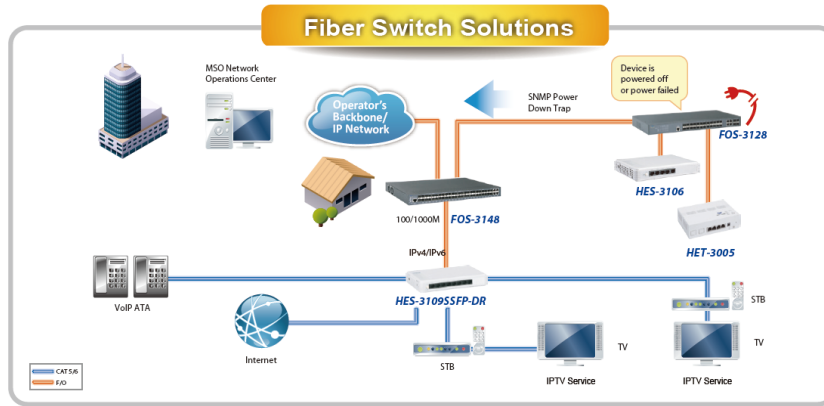 Fiber Switch Solutions
MSO Network
Operations Center
Operator's
Backbone/
IP Network
SNMP Power
Down Trap
Device is
powered off
or power failed
FOS-3128
HES-3106
HET-3005
100/1000M
FOS-3148
IPv4/IPv6
HES-3109SSFP-DR
VoIP ATA
Internet
STB
TV
IPTV Service
STB
TV
IPTV Service
CAT 5/6
F/O